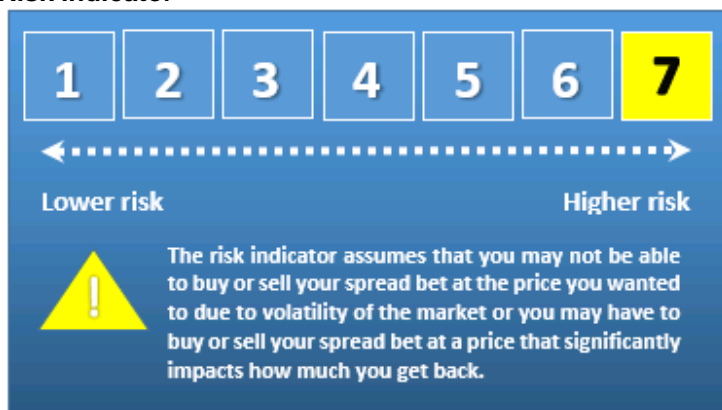 Risk indicator
1 2 3 4 5 6 7
Lower risk Higher risk
!
The risk indicator assumes that you may not be able
to buy or sell your spread bet at the price you wanted
to due to volatility of the market or you may have to
buy or sell your spread bet at a price that significantly
impacts how much you get back.